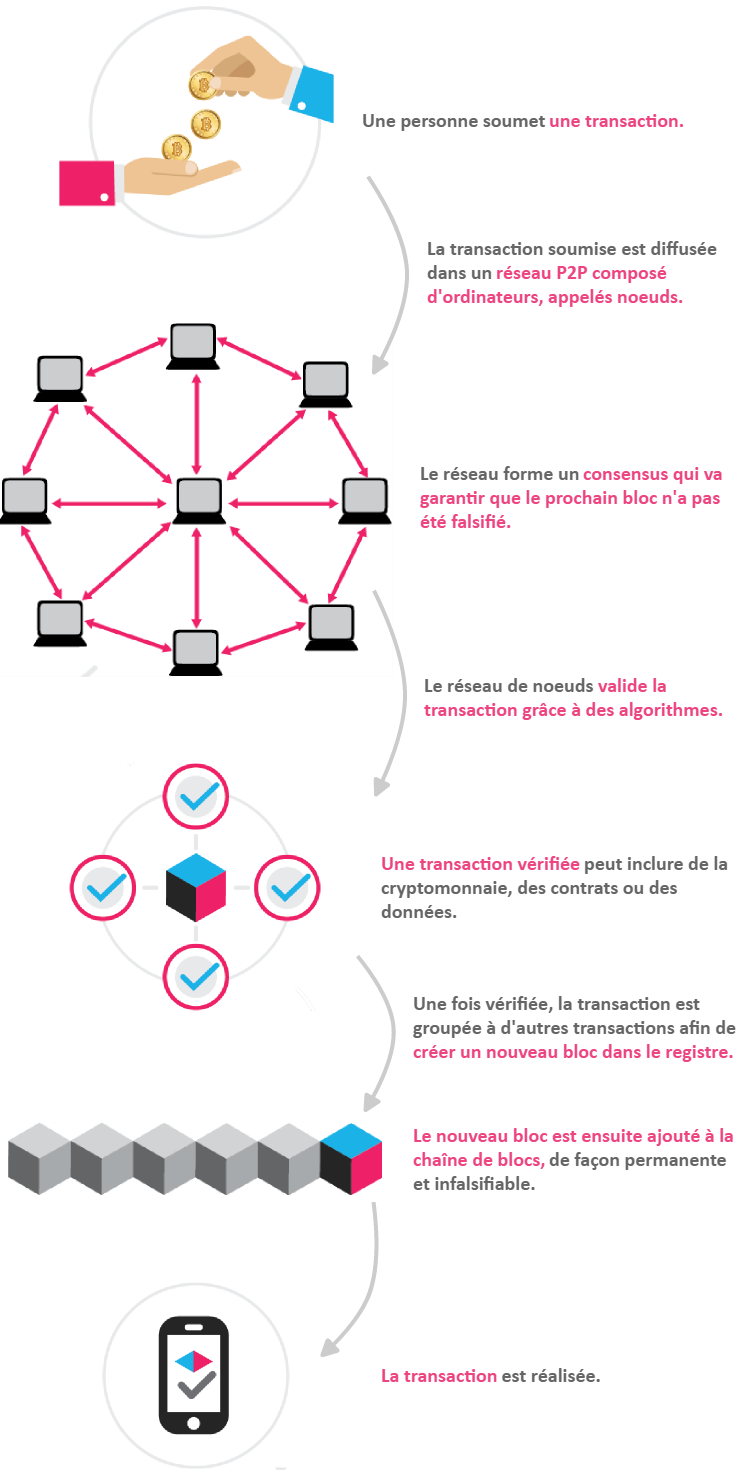 Une personne soumet une transaction.
La transaction soumise est diffusée
dans un réseau P2P composé
d'ordinateurs, appelés noeuds.
Le réseau forme un consensus qui va
garantir que le prochain bloc n'a pas
été falsifié.
Le réseau de noeuds valide la
transaction grâce à des algorithmes.
Une transaction vérifiée peut inclure de la
cryptomonnaie, des contrats ou des
données.
Une fois vérifiée, la transaction est
groupée à d'autres transactions afin de
créer un nouveau bloc dans le registre.
Le nouveau bloc est ensuite ajouté à la
chaîne de blocs, de façon permanente
et infalsifiable.
La transaction est réalisée.